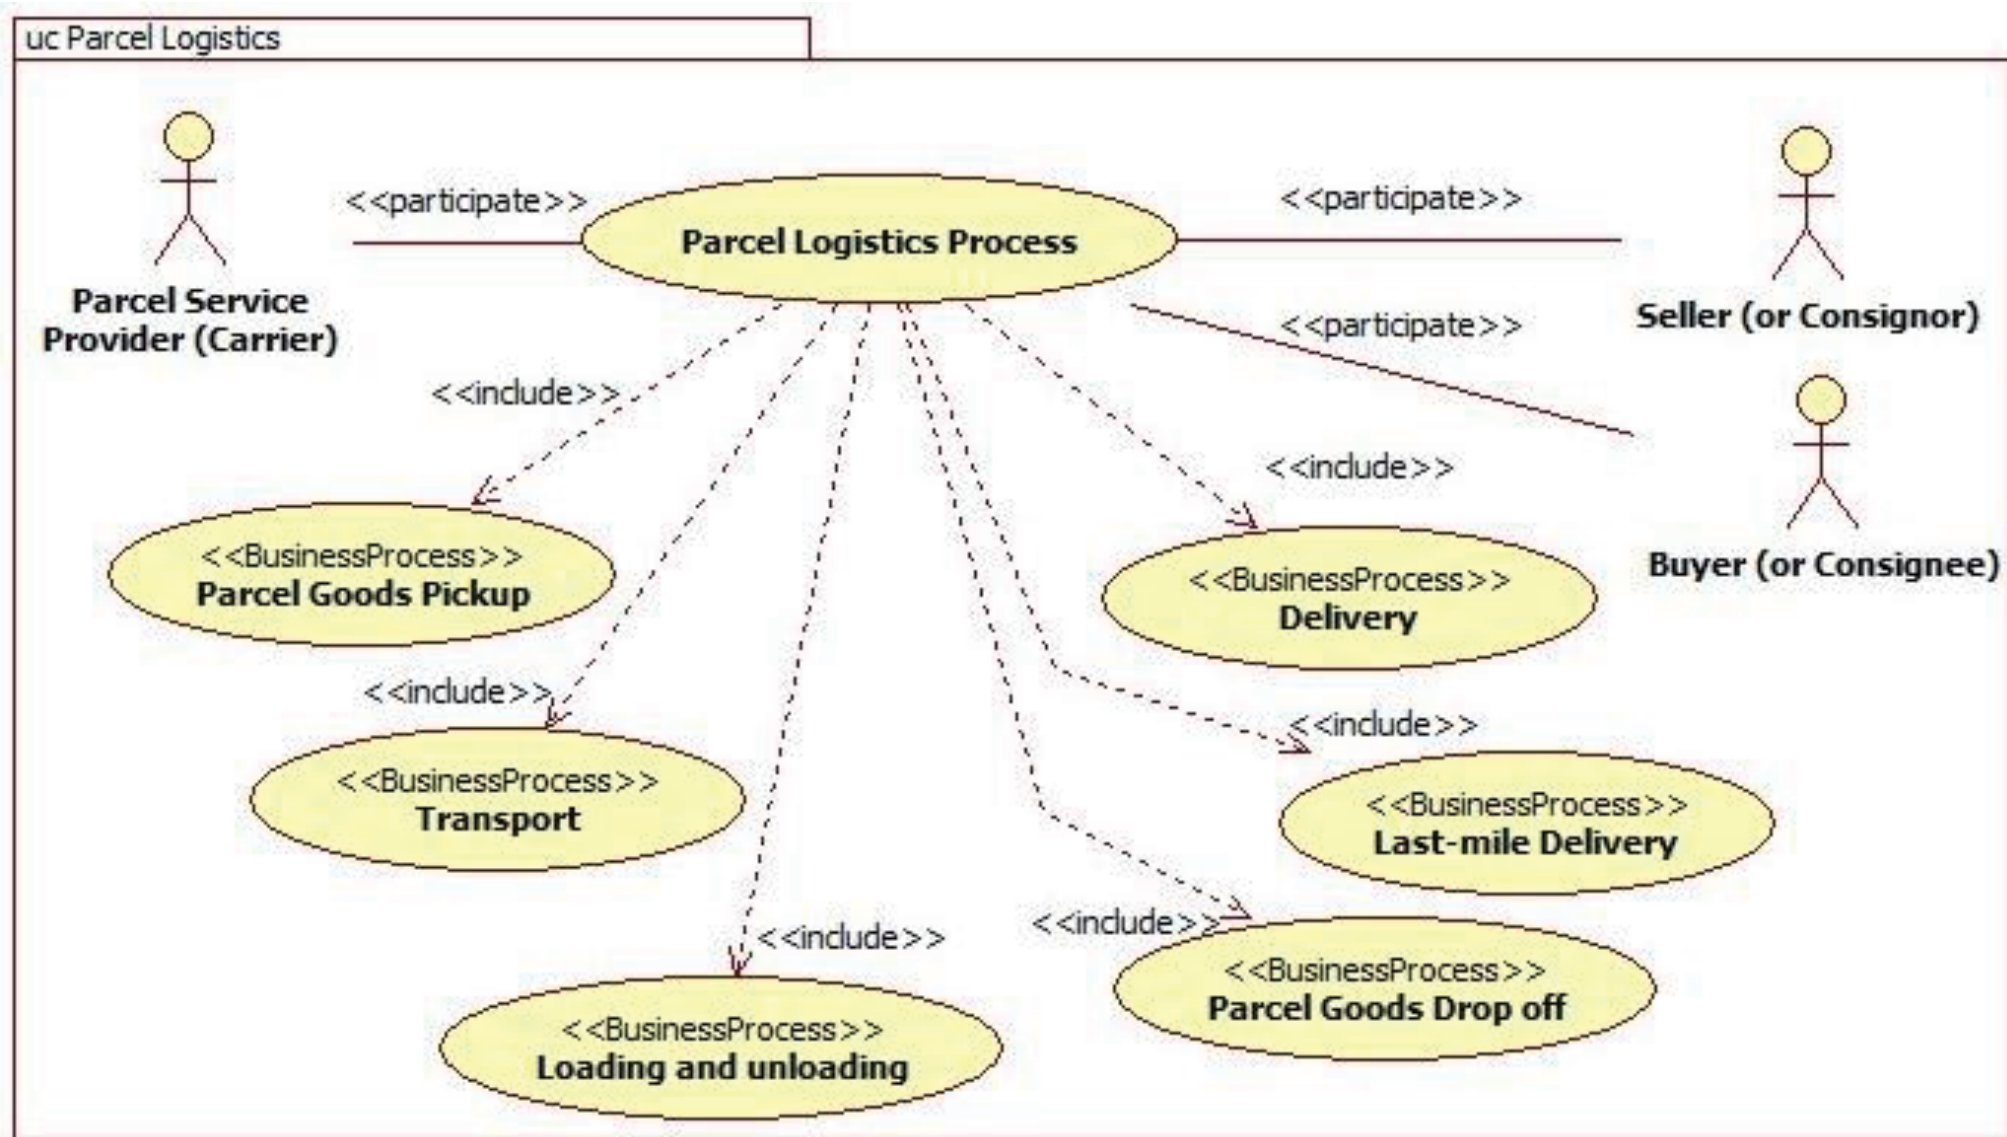 uc Parcel Logistics
<<participate>>
Parcel Logistics Process
<<participate>>
Parcel Service
Provider (Carrier)
Seller (or Consignor)
<<participate>>
<<include>>
<<include>>
<<BusinessProcess>>
Parcel Goods Pickup
<<BusinessProcess>>
Delivery
Buyer (or Consignee)
<<include>>
<<include>>
<<BusinessProcess>>
Transport
<<BusinessProcess>>
Last-mile Delivery
<<include>>
<<include>>
<<BusinessProcess>>
Parcel Goods Drop off
<<BusinessProcess>>
Loading and unloading